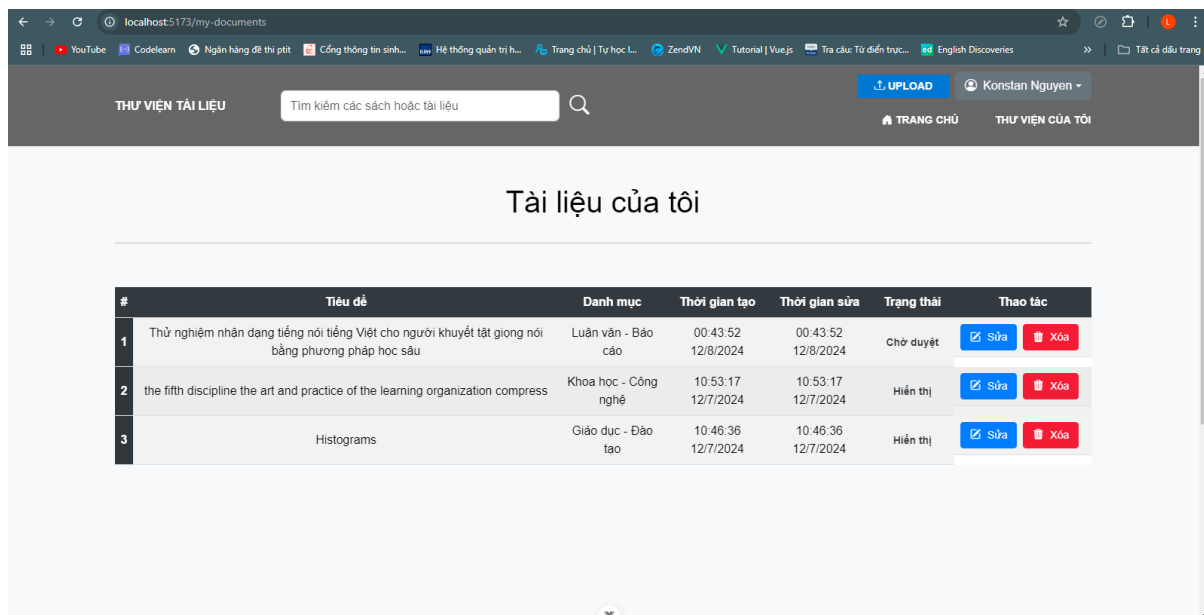 localhost:5173/my-documents
YouTube Codelearn Ngân hàng đề thi ptit Cổng thông tin sinh... Hệ thống quản trị h... Trang chủ | Tự học l... ZendVN Tutorial | Vue.js Tra câu: Từ điển trực... English Discoveries » Tất cả dấu trang
UPLOAD Konstan Nguyen
THƯ VIỆN TÀI LIỆU Tìm kiếm các sách hoặc tài liệu
TRANG CHỦ THƯ VIỆN CỦA TÔI
Tài liệu của tôi
# Tiêu đề Danh mục Thời gian tạo Thời gian sửa Trạng thái Thao tác
1 Thử nghiệm nhận dạng tiếng nói tiếng Việt cho người khuyết tật giọng nói bằng phương pháp học sâu Luận văn - Báo cáo 00:43:52 12/8/2024 00:43:52 12/8/2024 Chờ duyệt Sửa Xóa
2 the fifth discipline the art and practice of the learning organization compress Khoa học - Công nghệ 10:53:17 12/7/2024 10:53:17 12/7/2024 Hiển thị Sửa Xóa
3 Histograms Giáo dục - Đào tạo 10:46:36 12/7/2024 10:46:36 12/7/2024 Hiển thị Sửa Xóa